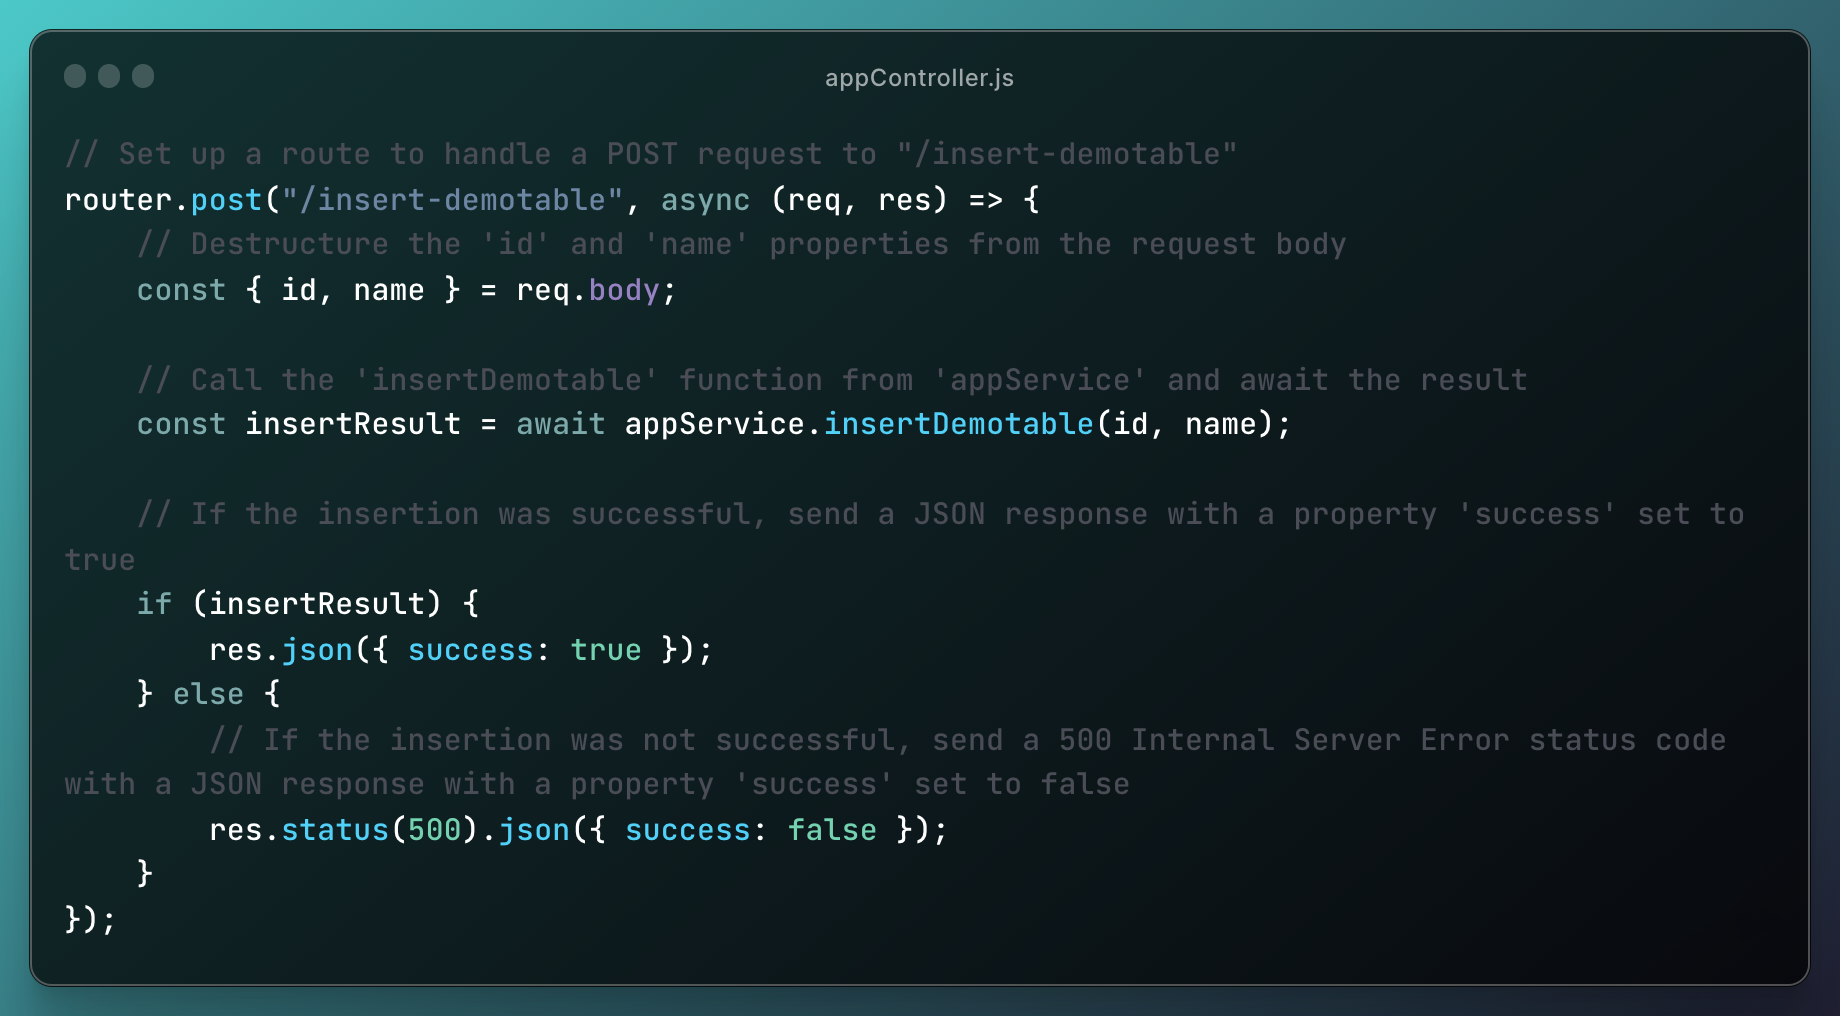 appController.js
// Set up a route to handle a POST request to "/insert-demotable"
router.post("/insert-demotable", async (req, res) => {
    // Destructure the 'id' and 'name' properties from the request body
    const { id, name } = req.body;

    // Call the 'insertDemotable' function from 'appService' and await the result
    const insertResult = await appService.insertDemotable(id, name);

    // If the insertion was successful, send a JSON response with a property 'success' set to
true
    if (insertResult) {
        res.json({ success: true });
    } else {
        // If the insertion was not successful, send a 500 Internal Server Error status code
with a JSON response with a property 'success' set to false
        res.status(500).json({ success: false });
    }
});